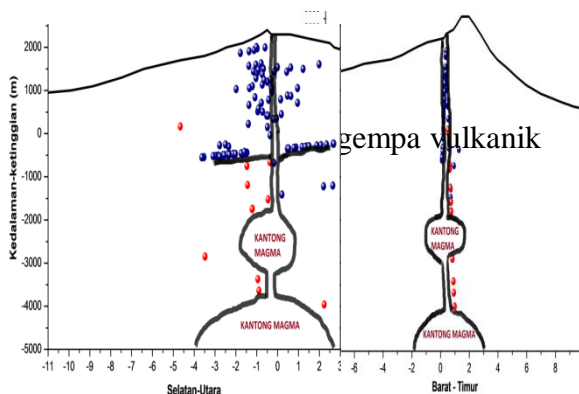 Kedalaman-ketinggian (m)
2000
1000
0
-1000
-2000
-3000
-4000
-5000
gempa vulkanik
KANTONG
MAGMA
KANTONG MAGMA
-11 -10 -9 -8 -7 -6 -5 -4 -3 -2 -1 0 1 2
Selatan-Utara
KANTONG
MAGMA
KANTONG MAGMA
-6 -4 -2 0 2 4 6 8
Barat - Timur